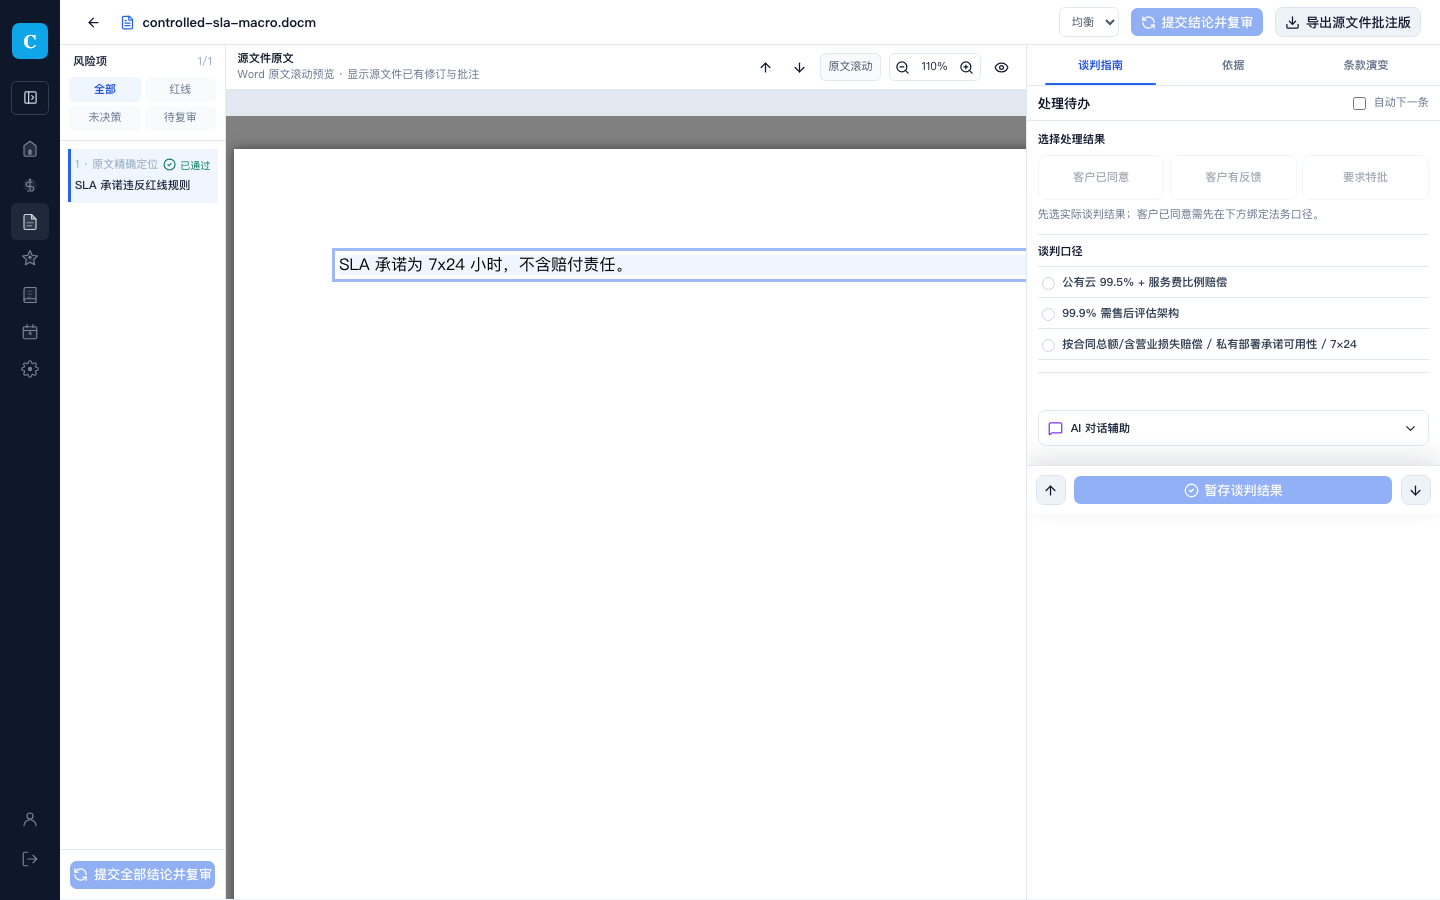 C
controlled-sla-macro.docm
均衡
提交结论并复审
导出源文件批注版
风险项
1/1
全部
红线
未决策
待复审
1 · 原文精确定位
已通过
SLA 承诺违反红线规则
提交全部结论并复审
源文件原文
Word 原文滚动预览 · 显示源文件已有修订与批注
原文滚动
110%
SLA 承诺为 7x24 小时，不含赔付责任。
谈判指南
依据
条款演变
处理待办
自动下一条
选择处理结果
客户已同意
客户有反馈
要求特批
先选实际谈判结果；客户已同意需先在下方绑定法务口径。
谈判口径
公有云 99.5% + 服务费比例赔偿
99.9% 需售后评估架构
按合同总额/含营业损失赔偿 / 私有部署承诺可用性 / 7×24
AI 对话辅助
暂存谈判结果